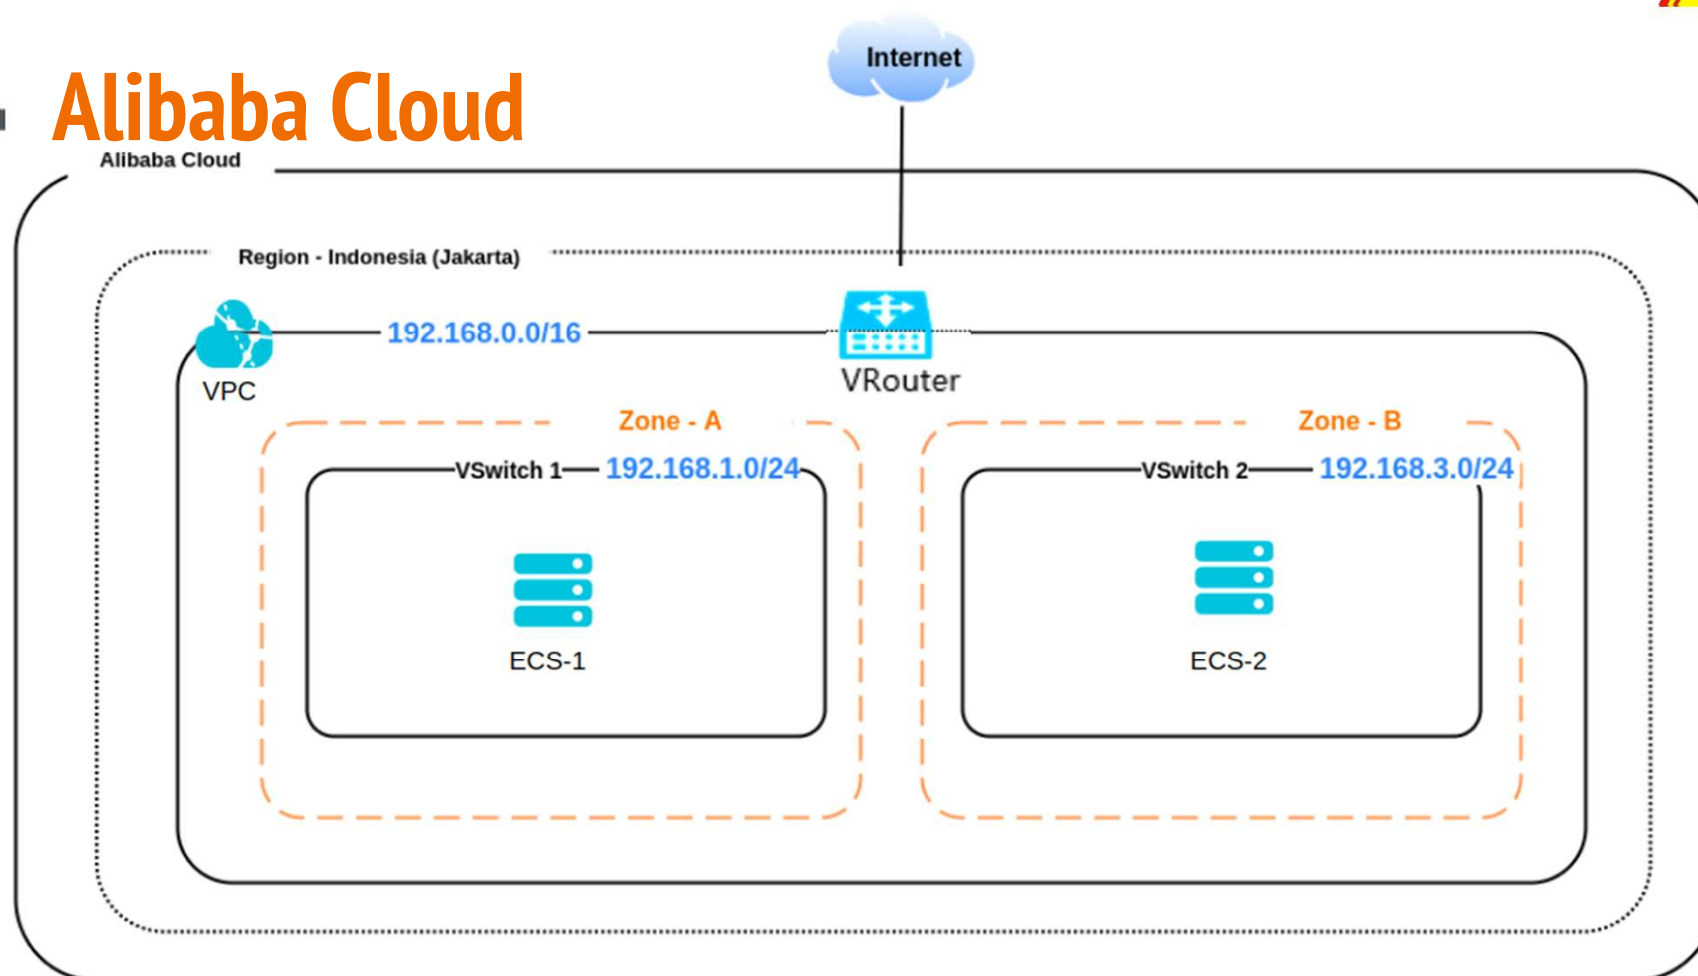 Internet
Alibaba Cloud
Alibaba Cloud
Region - Indonesia (Jakarta)
192.168.0.0/16
VPC
VRouter
Zone - A
Zone - B
VSwitch 1
192.168.1.0/24
VSwitch 2
192.168.3.0/24
ECS-1
ECS-2